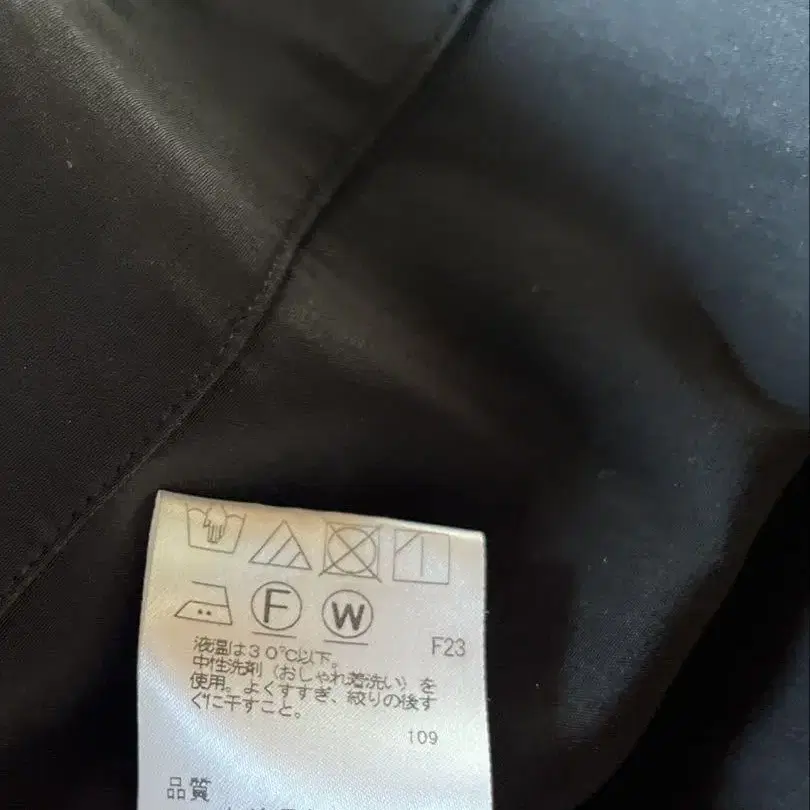 F
W
F23
液温は30℃以下。
中性洗剤（おしゃれ着洗い）を
使用。よくすすぎ、絞りの後す
ぐに干すこと。
109
品質